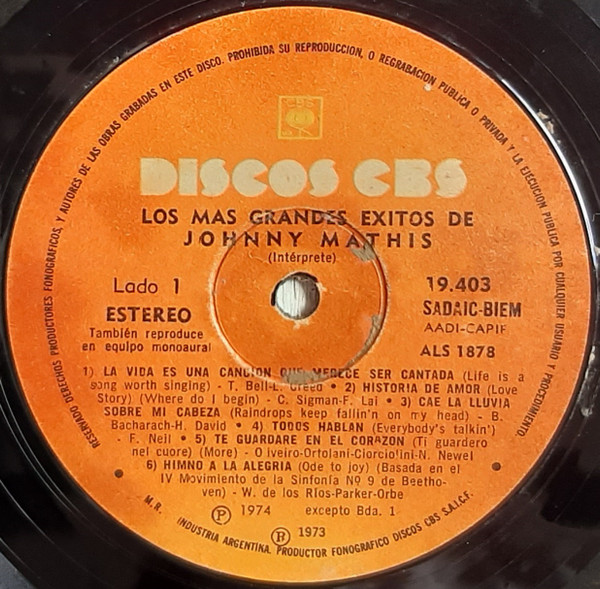 RESERVADO DERECHOS PRODUCTORES FONOGRAFICOS, Y AUTORES DE LAS OBRAS GRABADAS EN ESTE DISCO. PROHIBIDA SU REPRODUCCION, O REGRABACION PUBLICA O PRIVADA Y LA EJECUCION PUBLICA POR CUALQUIER USUARIO Y PROCEDIMIENTO.
CBS
DISCOS CBS
LOS MAS GRANDES EXITOS DE
JOHNNY MATHIS
(Intérprete)
Lado 1
ESTEREO
También reproduce
en equipo monoaural
19.403
SADAIC-BIEM
AADI-CAPIF
ALS 1878
1) LA VIDA ES UNA CANCION QUE MERECE SER CANTADA (Life is a
song worth singing) - T. Bell-L. Creed • 2) HISTORIA DE AMOR (Love
Story) (Where do I begin) - C. Sigman-F. Lai • 3) CAE LA LLUVIA
SOBRE MI CABEZA (Raindrops keep fallin'n on my head) - B.
Bacharach-H. David • 4) TODOS HABLAN (Everybody's talkin')
- F. Neil • 5) TE GUARDARE EN EL CORAZON (Ti guardero
nel cuore) (More) - Oliveiro-Ortolani-Ciorciolini-N. Newel
6) HIMNO A LA ALEGRIA (Ode to joy) (Basada en el
IV Movimiento de la Sinfonía Nº 9 de Beetho-
ven) - W. de los Ríos-Parker-Orbe
Ⓟ 1974 excepto Bda. 1
Ⓡ 1973
M.R. INDUSTRIA ARGENTINA. PRODUCTOR FONOGRAFICO DISCOS CBS S.A.I.C.F.